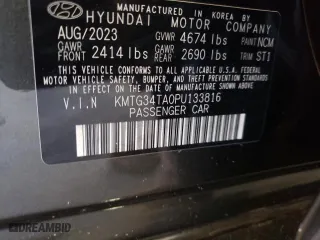 MANUFACTURED IN KOREA
HYUNDAI MOTOR COMPANY
AUG/2023 GVWR 4674 lbs PAINT NCM
GAWR FRONT 2414 lbs GAWR REAR 2690 lbs TRIM STI
THIS VEHICLE CONFORMS TO ALL APPLICABLE FEDERAL
MOTOR VEHICLE SAFETY, BUMPER, AND THEFT PREVENTION
STANDARDS IN EFFECT ON THE DATE OF
MANUFACTURE SHOWN ABOVE.
V.I.N KMTG34TA0PU133816
PASSENGER CAR